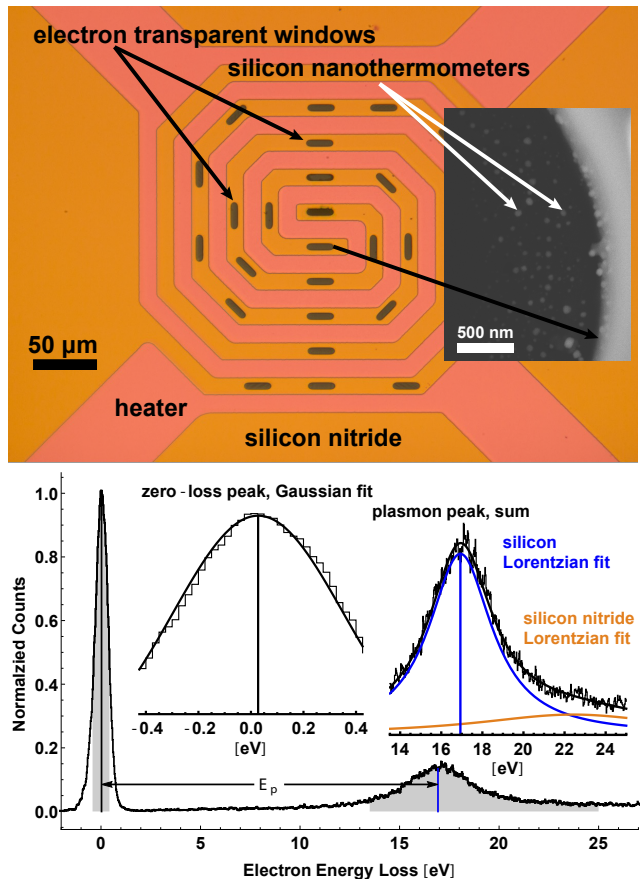 electron transparent windows
silicon nanothermometers
50 µm
500 nm
heater
silicon nitride
zero-loss peak, Gaussian fit
plasmon peak, sum
silicon
Lorentzian fit
silicon nitride
Lorentzian fit
Normalzied Counts
1.0
0.8
0.6
0.4
0.2
0.0
-0.4 -0.2 0.0 0.2 0.4
[eV]
14 16 18 20 22 24
[eV]
E p
0 5 10 15 20 25
Electron Energy Loss [eV]